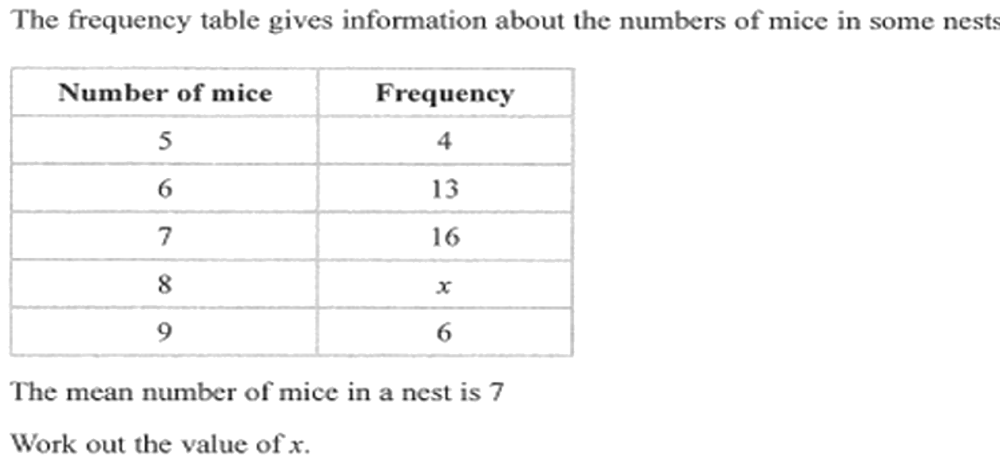 The frequency table gives information about the numbers of mice in some nests
Number of mice Frequency
5 4
6 13
7 16
8 x
9 6
The mean number of mice in a nest is 7
Work out the value of x.